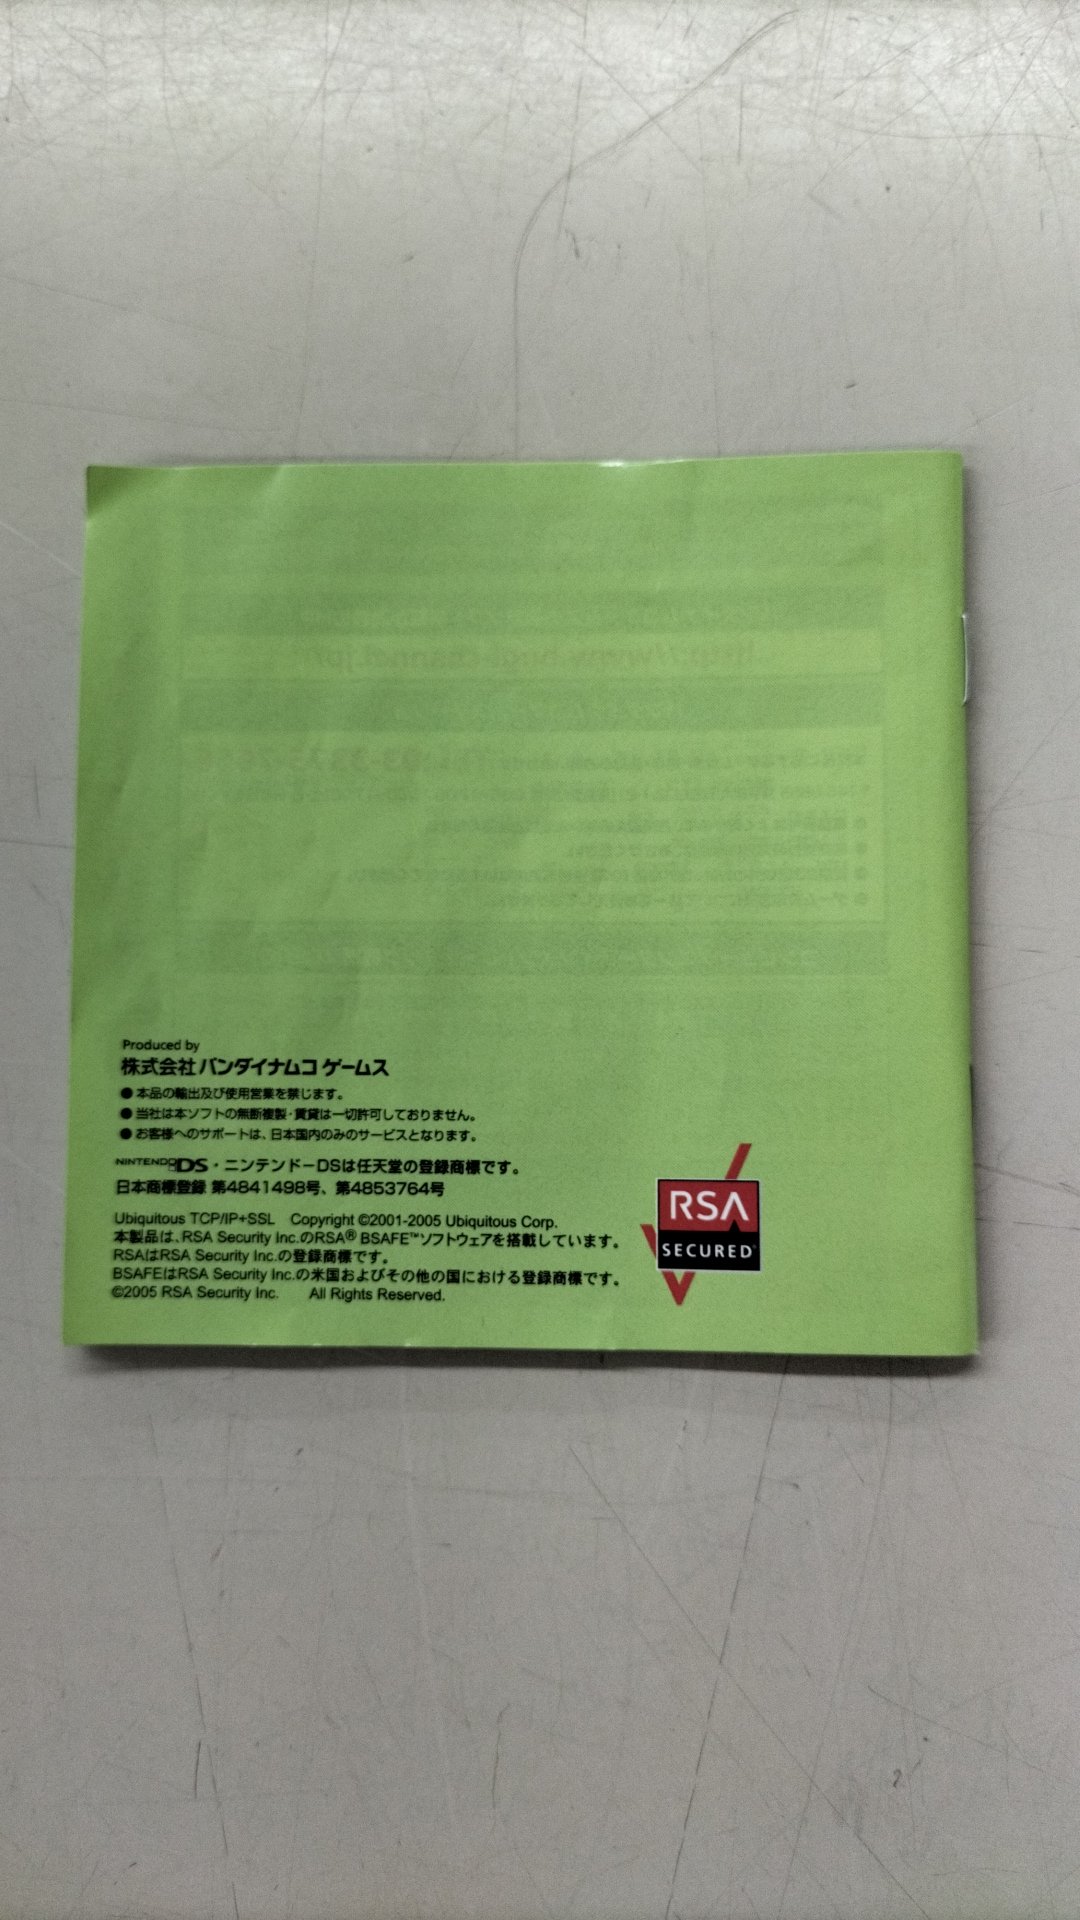 Produced by
株式会社 バンダイナムコ ゲームス
● 本品の輸出及び使用営業を禁じます。
● 当社は本ソフトの無断複製・賃貸は一切許可しておりません。
● お客様へのサポートは、日本国内のみのサービスとなります。
NINTENDO DS・ニンテンドーDSは任天堂の登録商標です。
日本商標登録 第4841498号、第4853764号
Ubiquitous TCP/IP+SSL Copyright ©2001-2005 Ubiquitous Corp.
本製品は、RSA Security Inc.のRSA® BSAFE™ソフトウェアを搭載しています。
RSAはRSA Security Inc.の登録商標です。
BSAFEはRSA Security Inc.の米国およびその他の国における登録商標です。
©2005 RSA Security Inc. All Rights Reserved.
RSA
SECURED